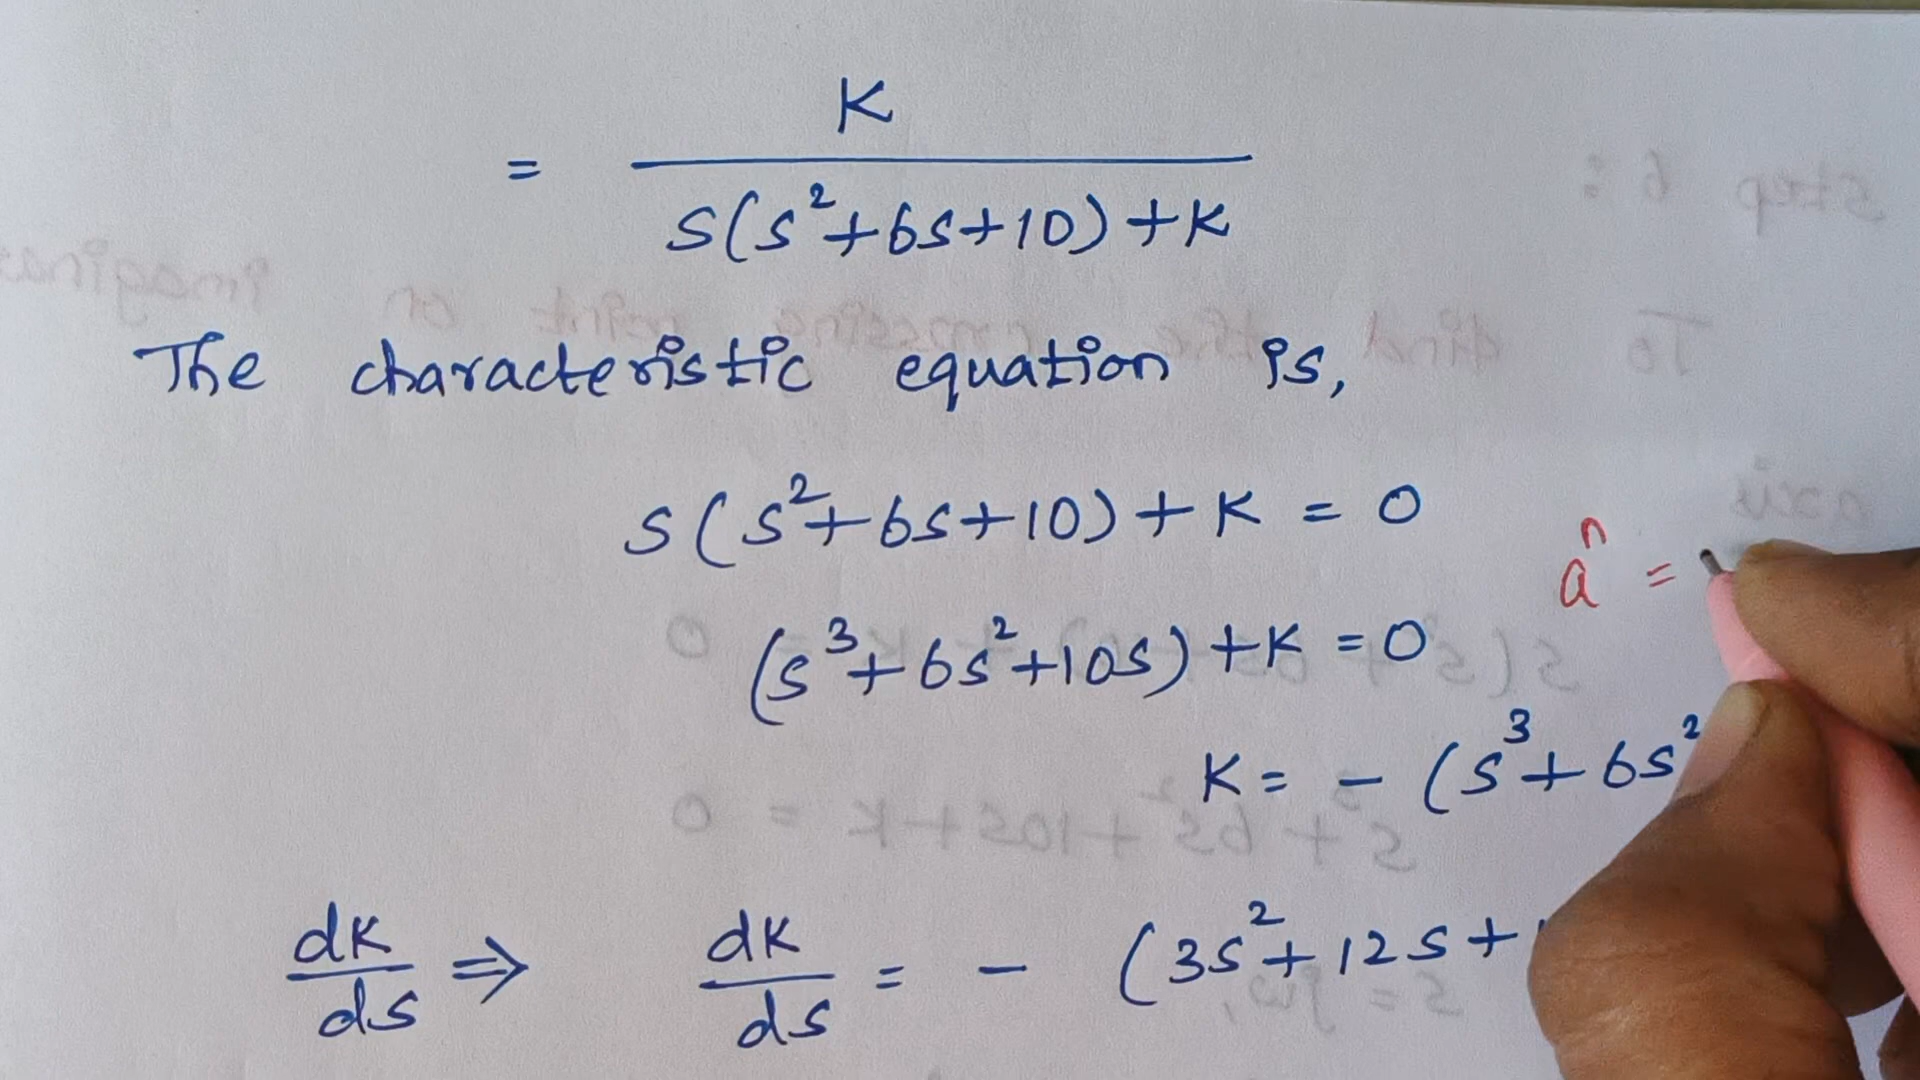 K
= ―――――
s(s²+6s+10)+K
The characteristic equation is,
s(s²+6s+10)+K = 0
aⁿ =
(s³+6s²+10s)+K = 0
K = - (s³+6s²
dK/ds ⇒ dK/ds = - (3s²+12s+